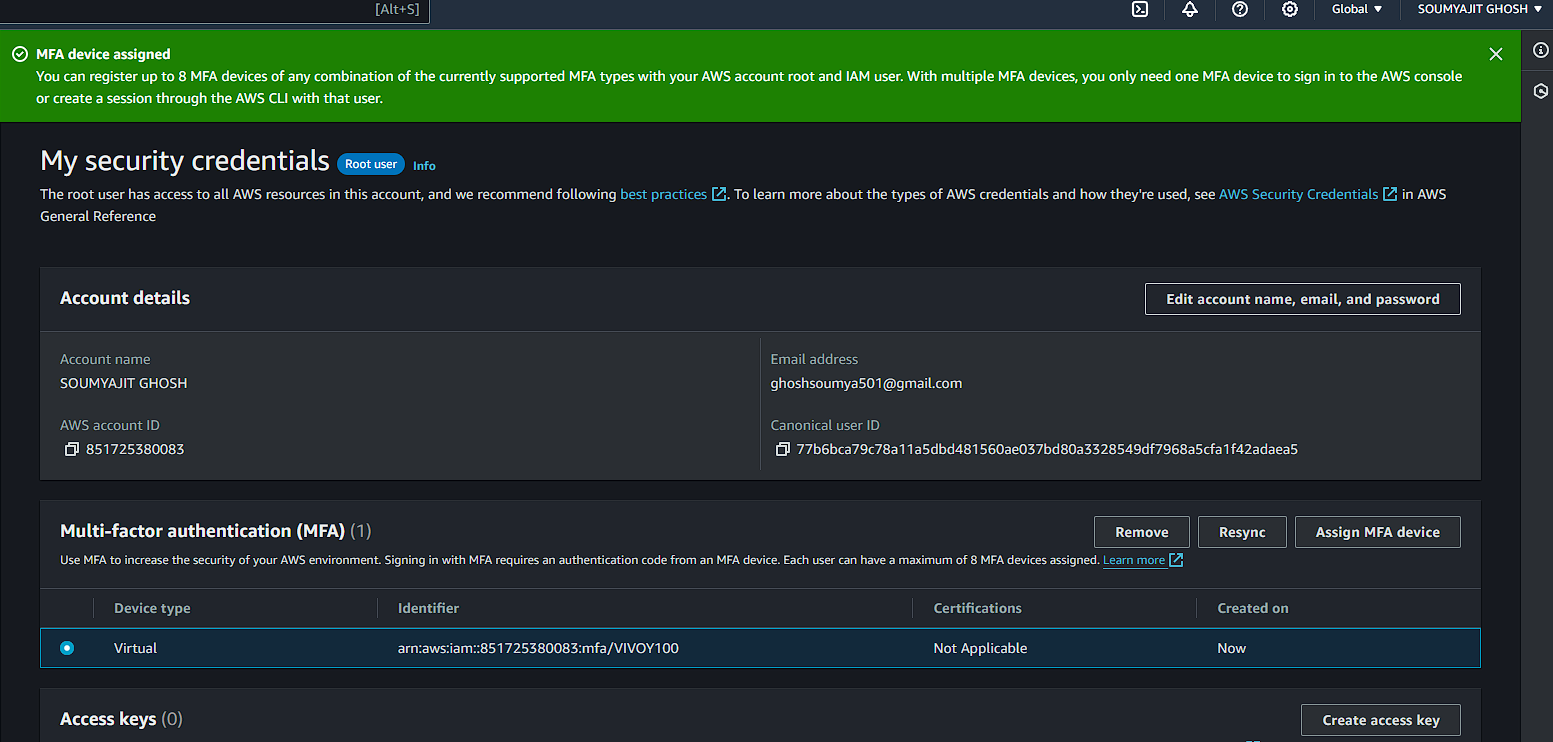 [Alt+S]
Global
SOUMYAJIT GHOSH
MFA device assigned
You can register up to 8 MFA devices of any combination of the currently supported MFA types with your AWS account root and IAM user. With multiple MFA devices, you only need one MFA device to sign in to the AWS console
or create a session through the AWS CLI with that user.
My security credentials Root user Info
The root user has access to all AWS resources in this account, and we recommend following best practices. To learn more about the types of AWS credentials and how they're used, see AWS Security Credentials in AWS
General Reference
Account details
Edit account name, email, and password
Account name
SOUMYAJIT GHOSH
Email address
ghoshsoumya501@gmail.com
AWS account ID
851725380083
Canonical user ID
77b6bca79c78a11a5dbd481560ae037bd80a3328549df7968a5cfa1f42adaea5
Multi-factor authentication (MFA) (1)
Remove Resync Assign MFA device
Use MFA to increase the security of your AWS environment. Signing in with MFA requires an authentication code from an MFA device. Each user can have a maximum of 8 MFA devices assigned. Learn more
Device type Identifier Certifications Created on
Virtual arn:aws:iam::851725380083:mfa/VIVOY100 Not Applicable Now
Access keys (0)
Create access key